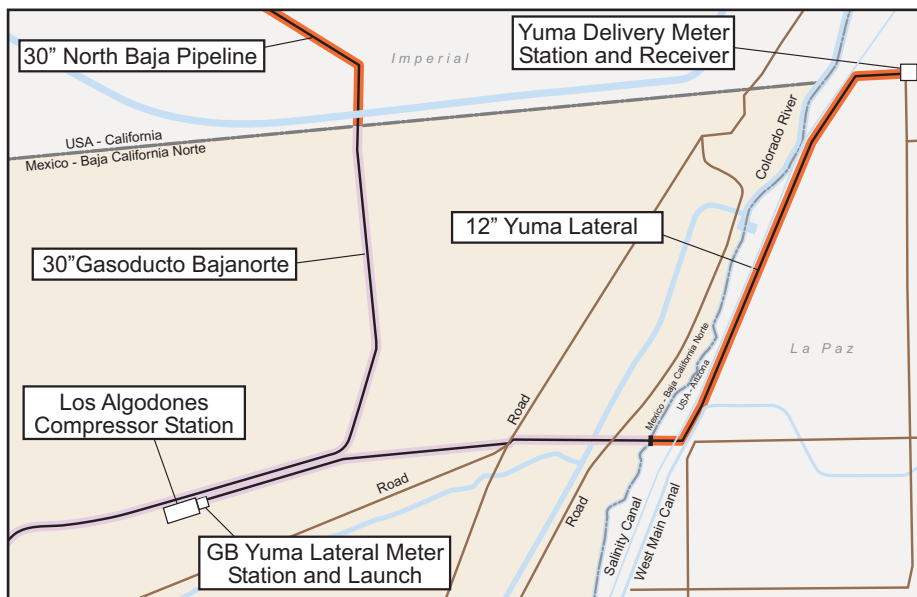 30” North Baja Pipeline
Imperial
Yuma Delivery Meter
Station and Receiver
USA - California
Mexico - Baja California Norte
Colorado River
12” Yuma Lateral
30”Gasoducto Bajanorte
Mexico - Baja California Norte
USA - Arizona
La Paz
Los Algodones
Compressor Station
Road
Road
Road
GB Yuma Lateral Meter
Station and Launch
Salinity Canal
West Main Canal